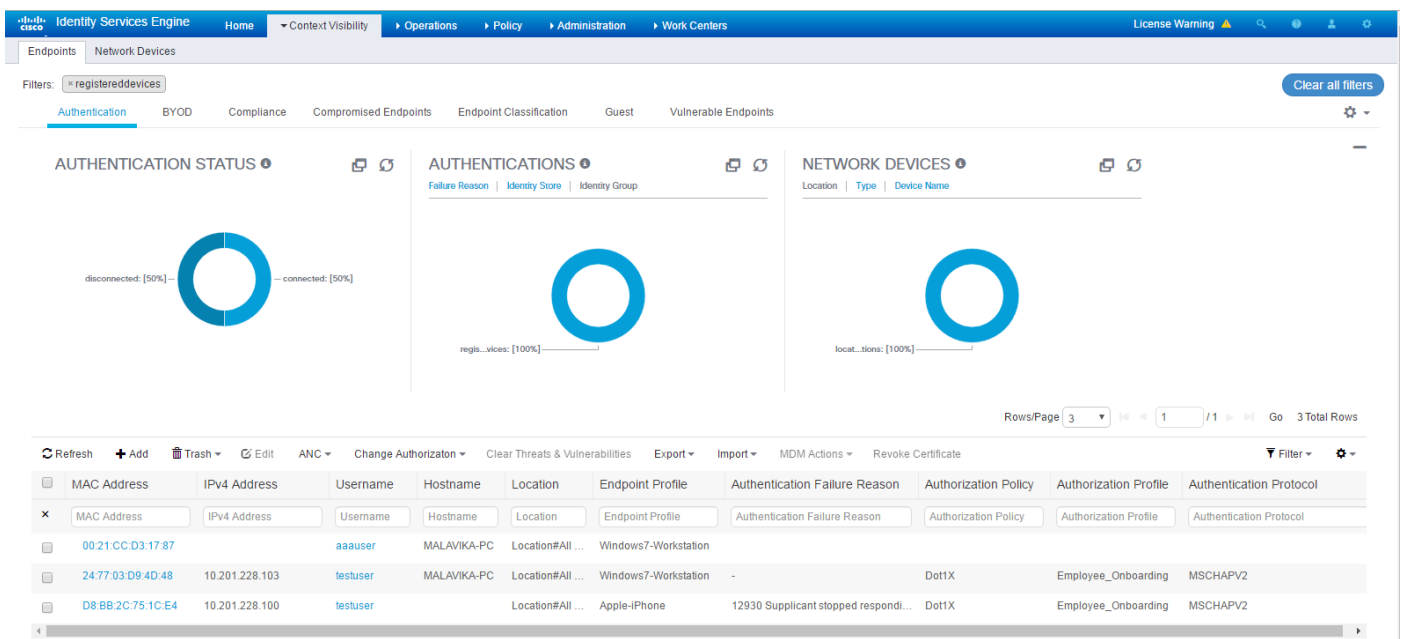 cisco Identity Services Engine Home Context Visibility Operations Policy Administration Work Centers License Warning
Endpoints Network Devices
Filters: × registereddevices Clear all filters
Authentication BYOD Compliance Compromised Endpoints Endpoint Classification Guest Vulnerable Endpoints
AUTHENTICATION STATUS AUTHENTICATIONS NETWORK DEVICES
Failure Reason | Identity Store | Identity Group Location | Type | Device Name
disconnected: [50%] connected: [50%]
regis...vices: [100%] locat...tions: [100%]
Rows/Page 3 1 / 1 Go 3 Total Rows
Refresh Add Trash Edit ANC Change Authorizaton Clear Threats & Vulnerabilities Export Import MDM Actions Revoke Certificate Filter
MAC Address IPv4 Address Username Hostname Location Endpoint Profile Authentication Failure Reason Authorization Policy Authorization Profile Authentication Protocol
× MAC Address IPv4 Address Username Hostname Location Endpoint Profile Authentication Failure Reason Authorization Policy Authorization Profile Authentication Protocol
00:21:CC:D3:17:87 aaauser MALAVIKA-PC Location#All ... Windows7-Workstation
24:77:03:D9:4D:48 10.201.228.103 testuser MALAVIKA-PC Location#All ... Windows7-Workstation - Dot1X Employee_Onboarding MSCHAPV2
D8:BB:2C:75:1C:E4 10.201.228.100 testuser Location#All ... Apple-iPhone 12930 Supplicant stopped respondi... Dot1X Employee_Onboarding MSCHAPV2